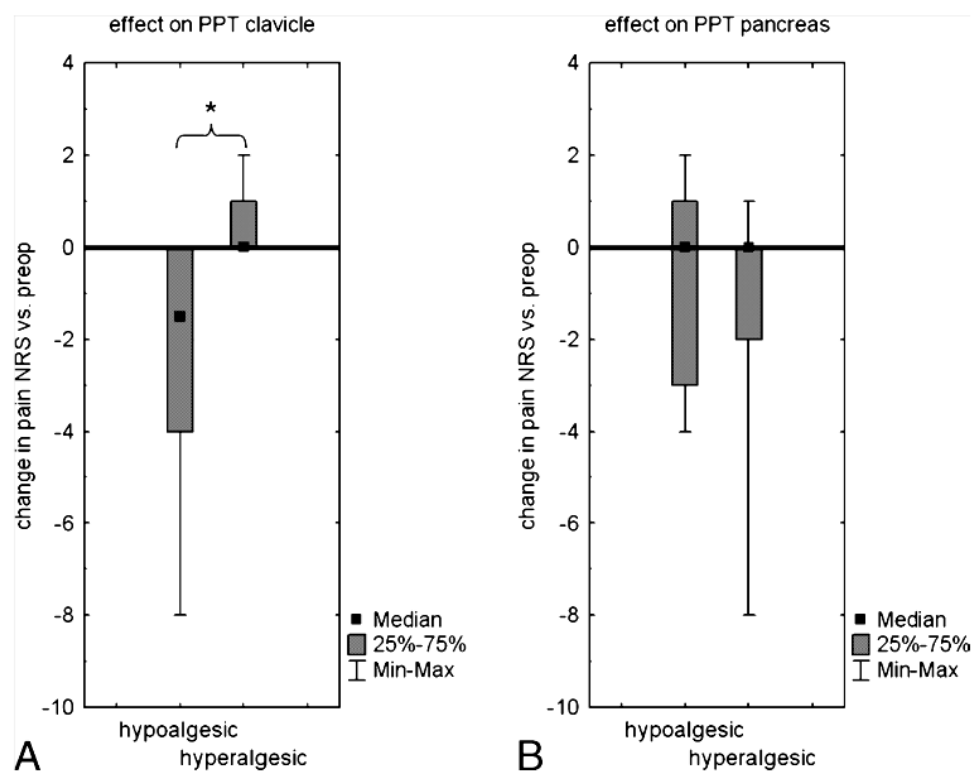 effect on PPT clavicle
4
2
0
-2
-4
-6
-8
-10
*
change in pain NRS vs. preop
Median
25%-75%
Min-Max
hypoalgesic
hyperalgesic
A
effect on PPT pancreas
4
2
0
-2
-4
-6
-8
-10
change in pain NRS vs. preop
Median
25%-75%
Min-Max
hypoalgesic
hyperalgesic
B